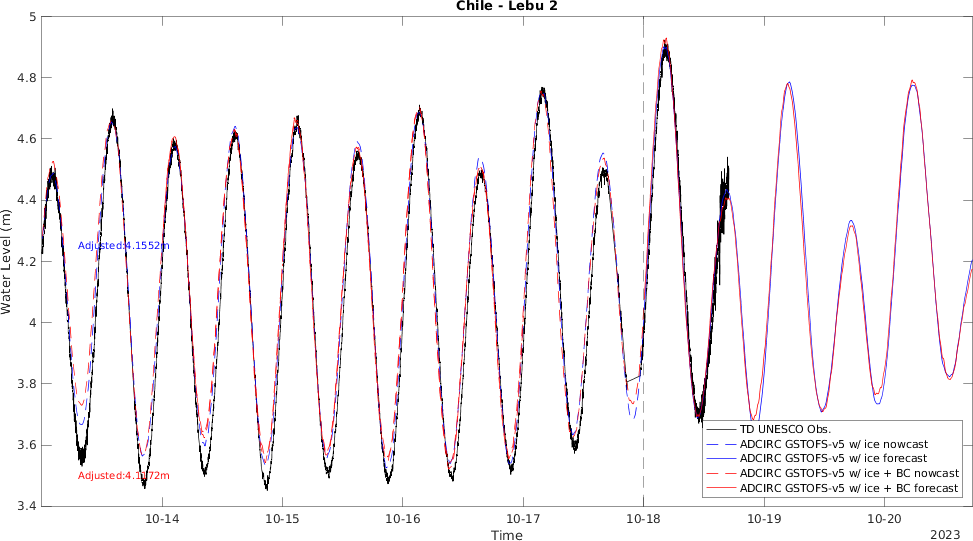 Chile - Lebu 2
5
4.8
4.6
4.4
4.2
4
3.8
3.6
3.4
Water Level (m)
Adjusted:4.1552m
Adjusted:4.1172m
TD UNESCO Obs.
ADCIRC GSTOFS-v5 w/ ice nowcast
ADCIRC GSTOFS-v5 w/ ice forecast
ADCIRC GSTOFS-v5 w/ ice + BC nowcast
ADCIRC GSTOFS-v5 w/ ice + BC forecast
10-14 10-15 10-16 10-17 10-18 10-19 10-20
Time
2023